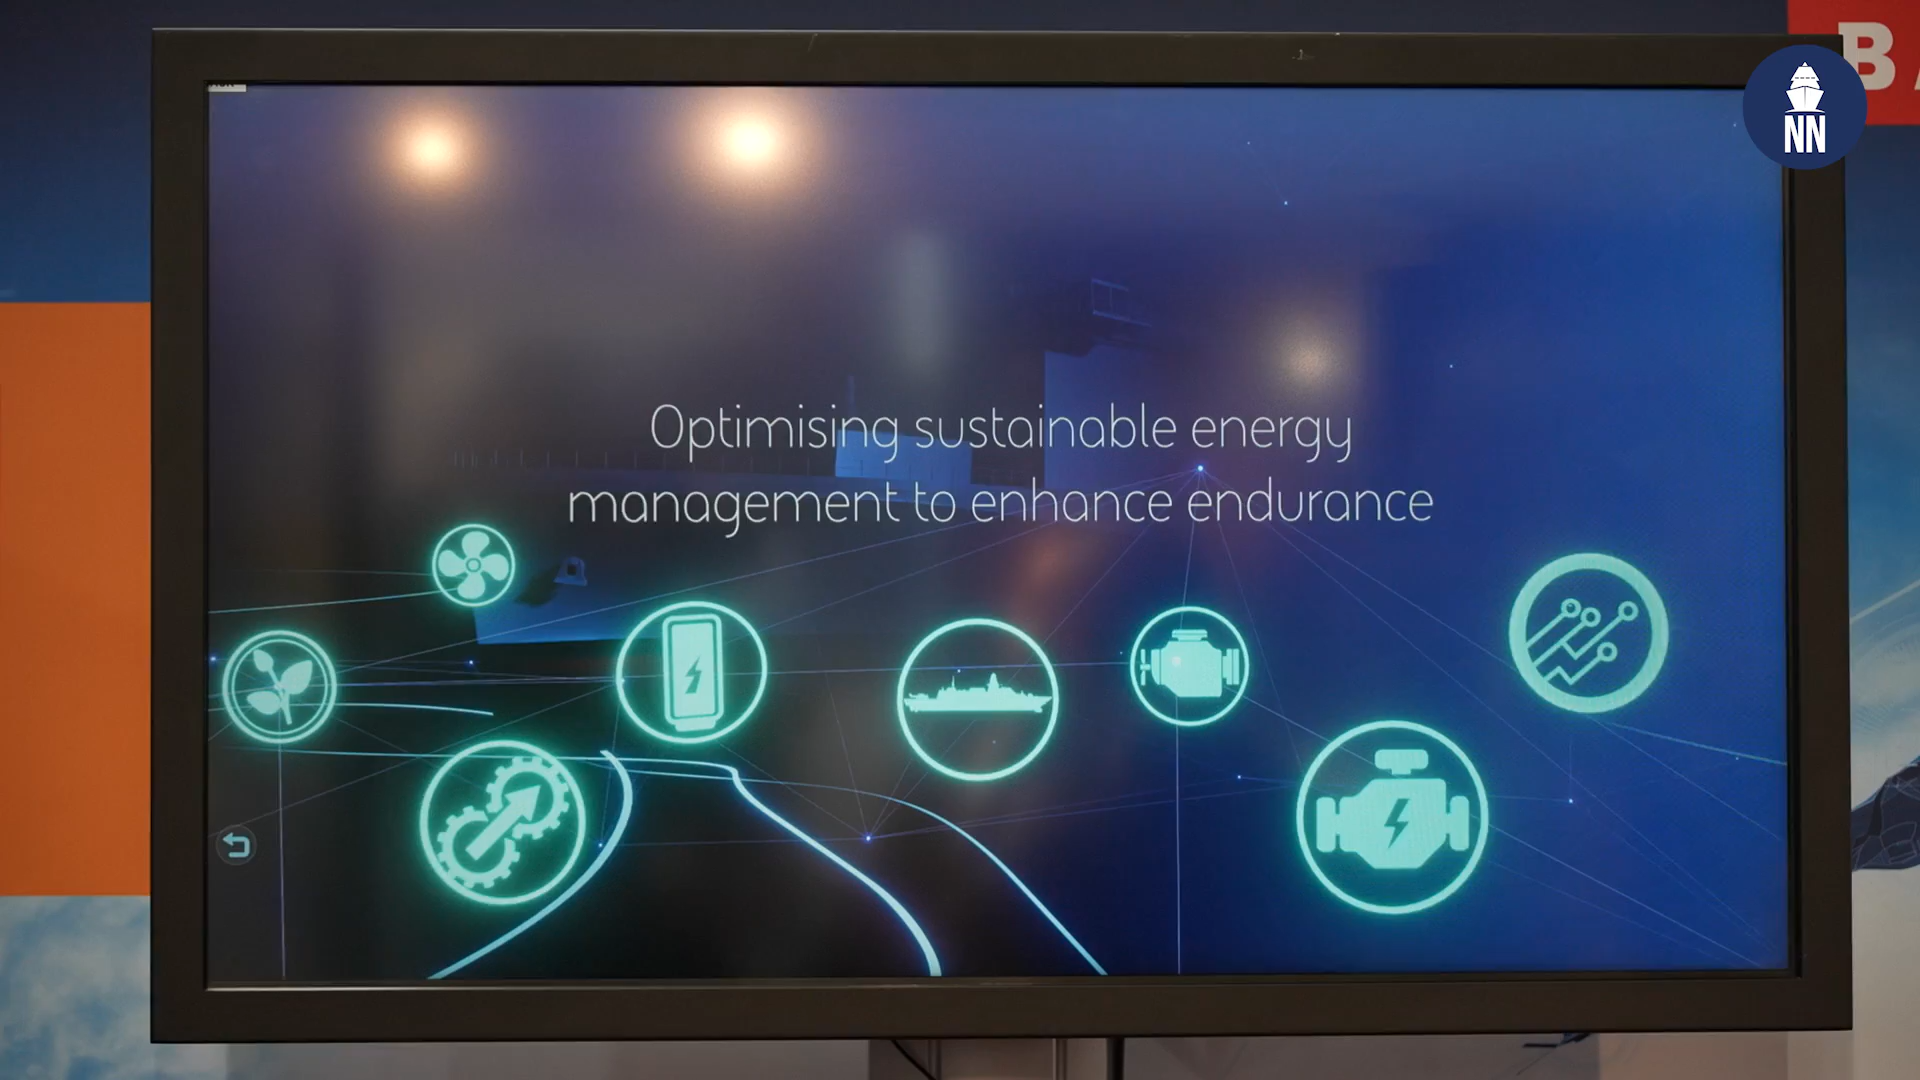 B
NN
Optimising sustainable energy
management to enhance endurance